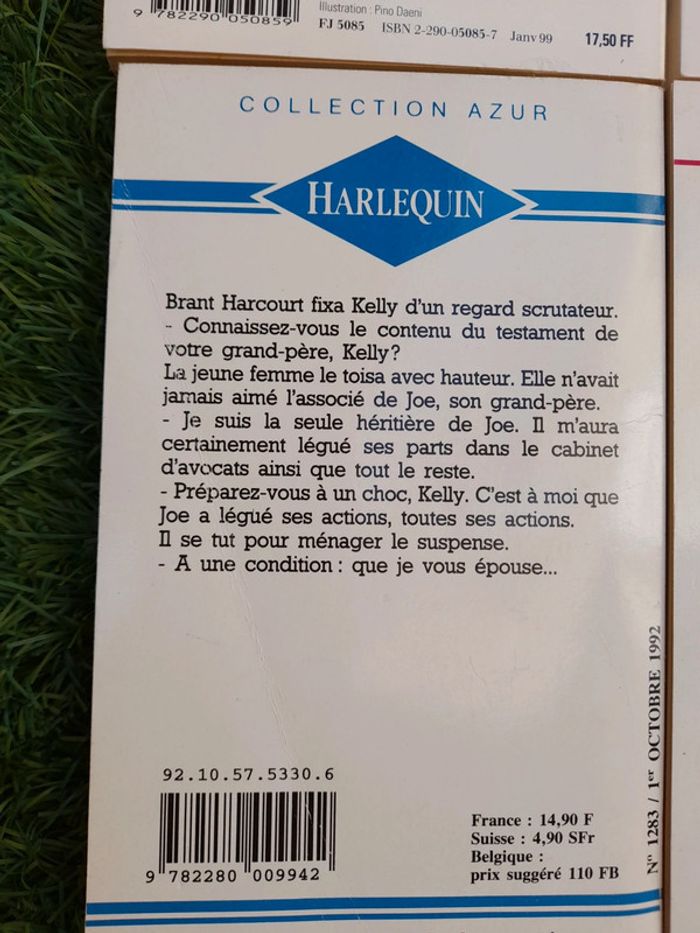 9 782290 050859
Illustration : Pino Daeni
FJ 5085 ISBN 2-290-05085-7 Janv 99 17,50 FF
COLLECTION AZUR
HARLEQUIN
Brant Harcourt fixa Kelly d'un regard scrutateur.
- Connaissez-vous le contenu du testament de
votre grand-père, Kelly?
La jeune femme le toisa avec hauteur. Elle n'avait
jamais aimé l'associé de Joe, son grand-père.
- Je suis la seule héritière de Joe. Il m'aura
certainement légué ses parts dans le cabinet
d'avocats ainsi que tout le reste.
- Préparez-vous à un choc, Kelly. C'est à moi que
Joe a légué ses actions, toutes ses actions.
Il se tut pour ménager le suspense.
- A une condition : que je vous épouse...
92.10.57.5330.6
9 782280 009942
France : 14,90 F
Suisse : 4,90 SFr
Belgique :
prix suggéré 110 FB
N° 1283 / 1er OCTOBRE 1992